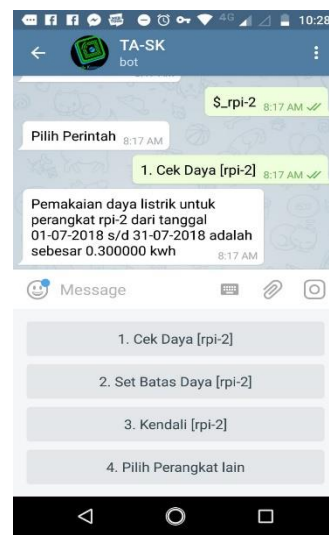 4G 10:28
TA-SK
bot
$_rpi-2 8:17 AM
Pilih Perintah 8:17 AM
1. Cek Daya [rpi-2] 8:17 AM
Pemakaian daya listrik untuk
perangkat rpi-2 dari tanggal
01-07-2018 s/d 31-07-2018 adalah
sebesar 0.300000 kwh 8:17 AM
Message
1. Cek Daya [rpi-2]
2. Set Batas Daya [rpi-2]
3. Kendali [rpi-2]
4. Pilih Perangkat lain